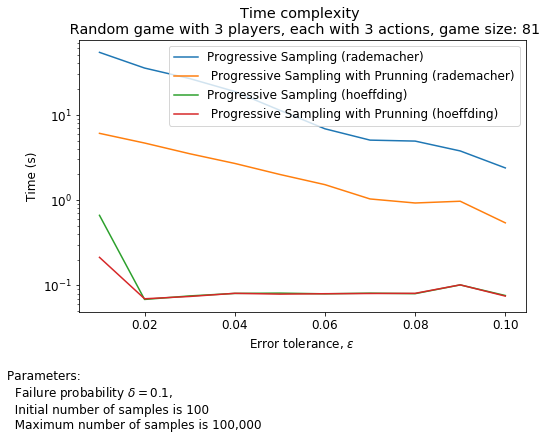 Time complexity
Random game with 3 players, each with 3 actions, game size: 81
Progressive Sampling (rademacher)
Progressive Sampling with Prunning (rademacher)
Progressive Sampling (hoeffding)
Progressive Sampling with Prunning (hoeffding)
Time (s)
10¹
10⁰
10⁻¹
0.02 0.04 0.06 0.08 0.10
Error tolerance, ε
Parameters:
Failure probability δ = 0.1,
Initial number of samples is 100
Maximum number of samples is 100,000